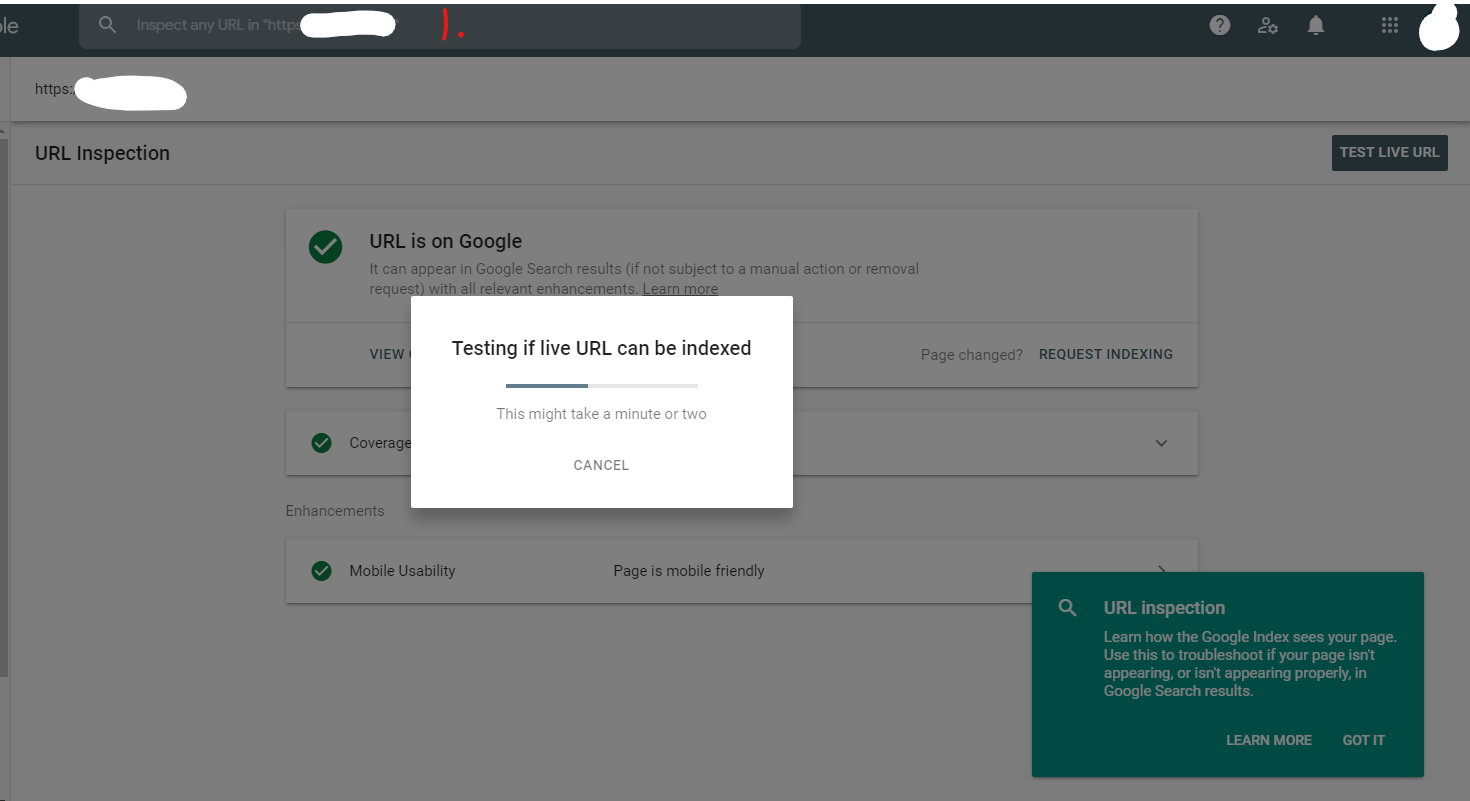 le
Inspect any URL in "https
1.
https:/
URL Inspection
TEST LIVE URL
URL is on Google
It can appear in Google Search results (if not subject to a manual action or removal
request) with all relevant enhancements. Learn more
VIEW
Page changed? REQUEST INDEXING
Testing if live URL can be indexed
This might take a minute or two
CANCEL
Coverage
Enhancements
Mobile Usability Page is mobile friendly
URL inspection
Learn how the Google Index sees your page.
Use this to troubleshoot if your page isn't
appearing, or isn't appearing properly, in
Google Search results.
LEARN MORE GOT IT